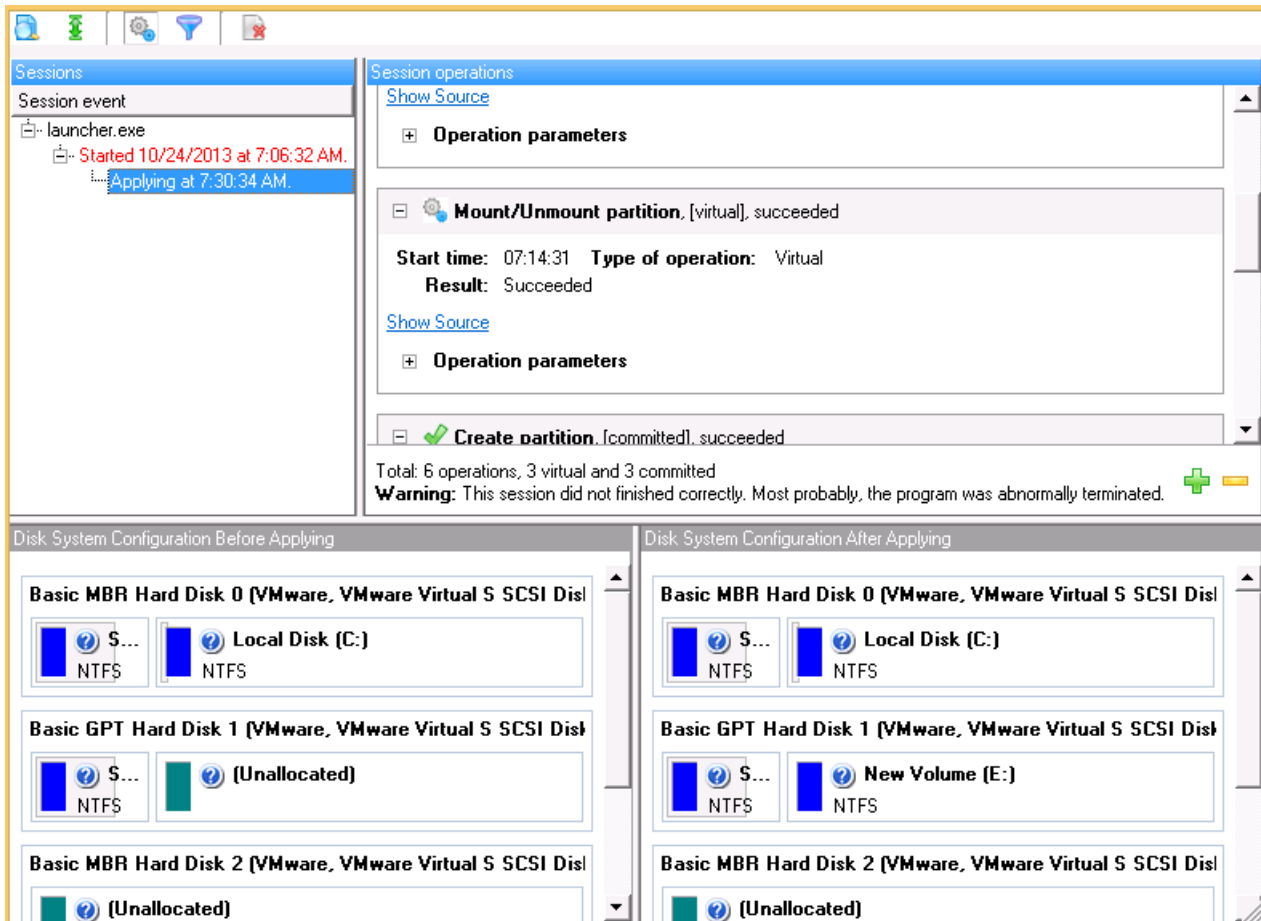 Sessions
Session event
launcher.exe
Started 10/24/2013 at 7:06:32 AM.
Applying at 7:30:34 AM.
Session operations
Show Source
Operation parameters
Mount/Unmount partition, [virtual], succeeded
Start time: 07:14:31 Type of operation: Virtual
Result: Succeeded
Show Source
Operation parameters
Create partition, [committed], succeeded
Total: 6 operations, 3 virtual and 3 committed
Warning: This session did not finished correctly. Most probably, the program was abnormally terminated.
Disk System Configuration Before Applying
Basic MBR Hard Disk 0 (VMware, VMware Virtual S SCSI Disl
S... Local Disk (C:)
NTFS NTFS
Basic GPT Hard Disk 1 (VMware, VMware Virtual S SCSI Disk
S... (Unallocated)
NTFS
Basic MBR Hard Disk 2 (VMware, VMware Virtual S SCSI Disl
(Unallocated)
Disk System Configuration After Applying
Basic MBR Hard Disk 0 (VMware, VMware Virtual S SCSI Disl
S... Local Disk (C:)
NTFS NTFS
Basic GPT Hard Disk 1 (VMware, VMware Virtual S SCSI Disk
S... New Volume (E:)
NTFS NTFS
Basic MBR Hard Disk 2 (VMware, VMware Virtual S SCSI Disl
(Unallocated)